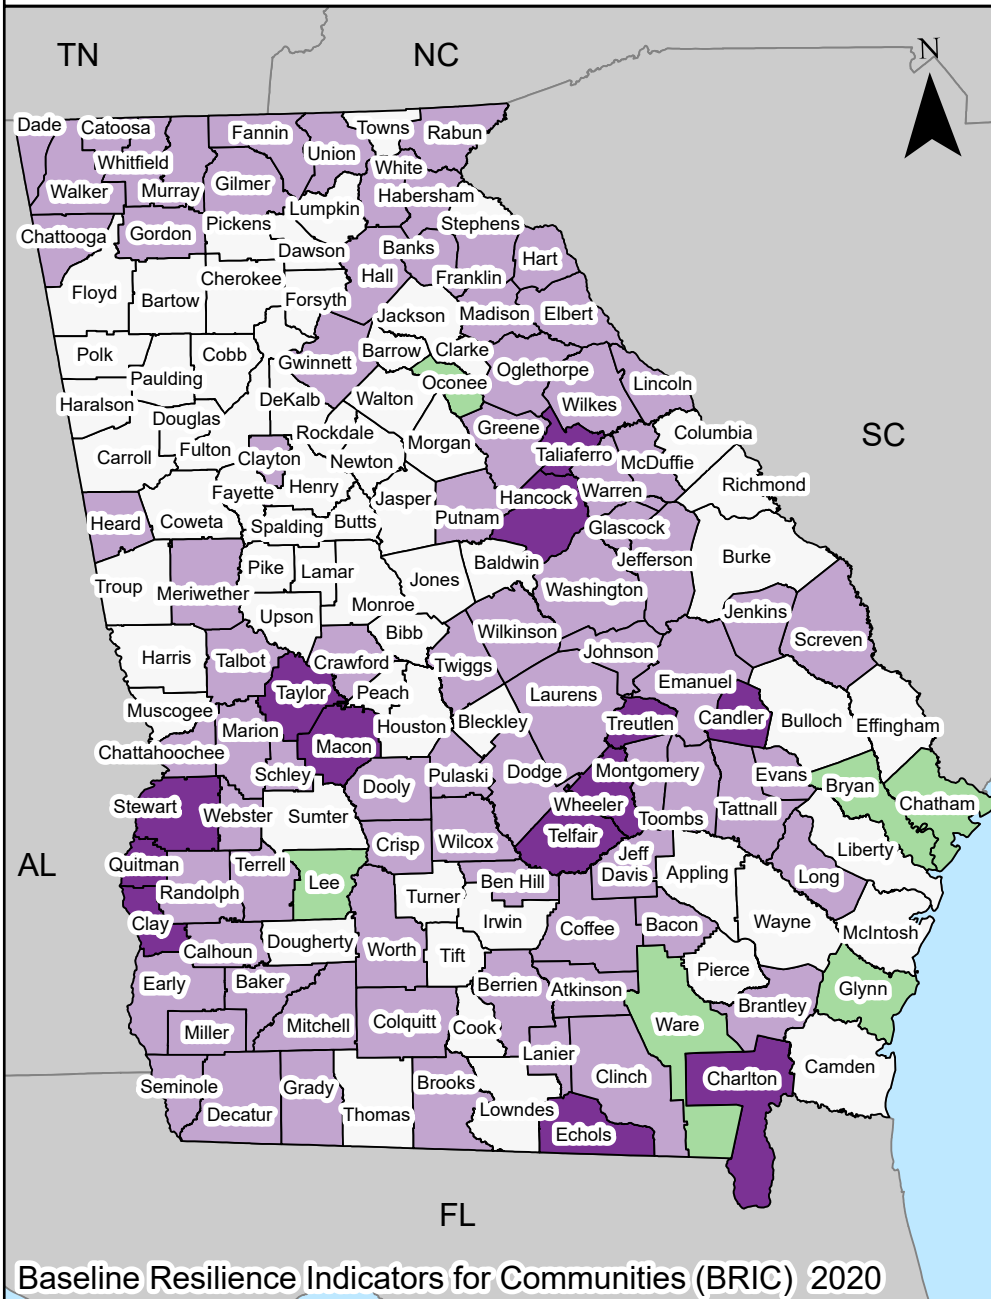 TN
NC
N
Dade
Catoosa
Fannin
Towns
Rabun
Whitfield
Union
White
Walker
Murray
Gilmer
Habersham
Lumpkin
Chattooga
Gordon
Pickens
Stephens
Dawson
Banks
Hart
Hall
Franklin
Cherokee
Floyd
Bartow
Forsyth
Jackson
Madison
Elbert
Polk
Cobb
Gwinnett
Barrow
Clarke
Paulding
Oconee
Oglethorpe
Lincoln
Haralson
DeKalb
Walton
Wilkes
Douglas
Greene
Rockdale
Columbia
SC
Carroll
Fulton
Clayton
Newton
Morgan
Taliaferro
McDuffie
Fayette
Henry
Jasper
Hancock
Warren
Richmond
Heard
Coweta
Spalding
Butts
Putnam
Glascock
Troup
Meriwether
Pike
Lamar
Jones
Baldwin
Jefferson
Burke
Washington
Upson
Monroe
Jenkins
Bibb
Wilkinson
Screven
Harris
Talbot
Crawford
Twiggs
Johnson
Taylor
Peach
Laurens
Emanuel
Muscogee
Marion
Houston
Bleckley
Treutlen
Candler
Bulloch
Effingham
Chattahoochee
Macon
Schley
Dooly
Pulaski
Dodge
Montgomery
Evans
Bryan
Stewart
Webster
Sumter
Wheeler
Toombs
Tattnall
Chatham
Crisp
Wilcox
Telfair
AL
Quitman
Terrell
Lee
Jeff
Davis
Liberty
Randolph
Ben Hill
Appling
Long
Turner
Clay
Irwin
Coffee
Bacon
Wayne
McIntosh
Calhoun
Dougherty
Worth
Tift
Early
Baker
Berrien
Atkinson
Pierce
Glynn
Miller
Mitchell
Colquitt
Cook
Ware
Brantley
Lanier
Seminole
Grady
Brooks
Clinch
Charlton
Camden
Decatur
Thomas
Lowndes
Echols
FL
Baseline Resilience Indicators for Communities (BRIC) 2020